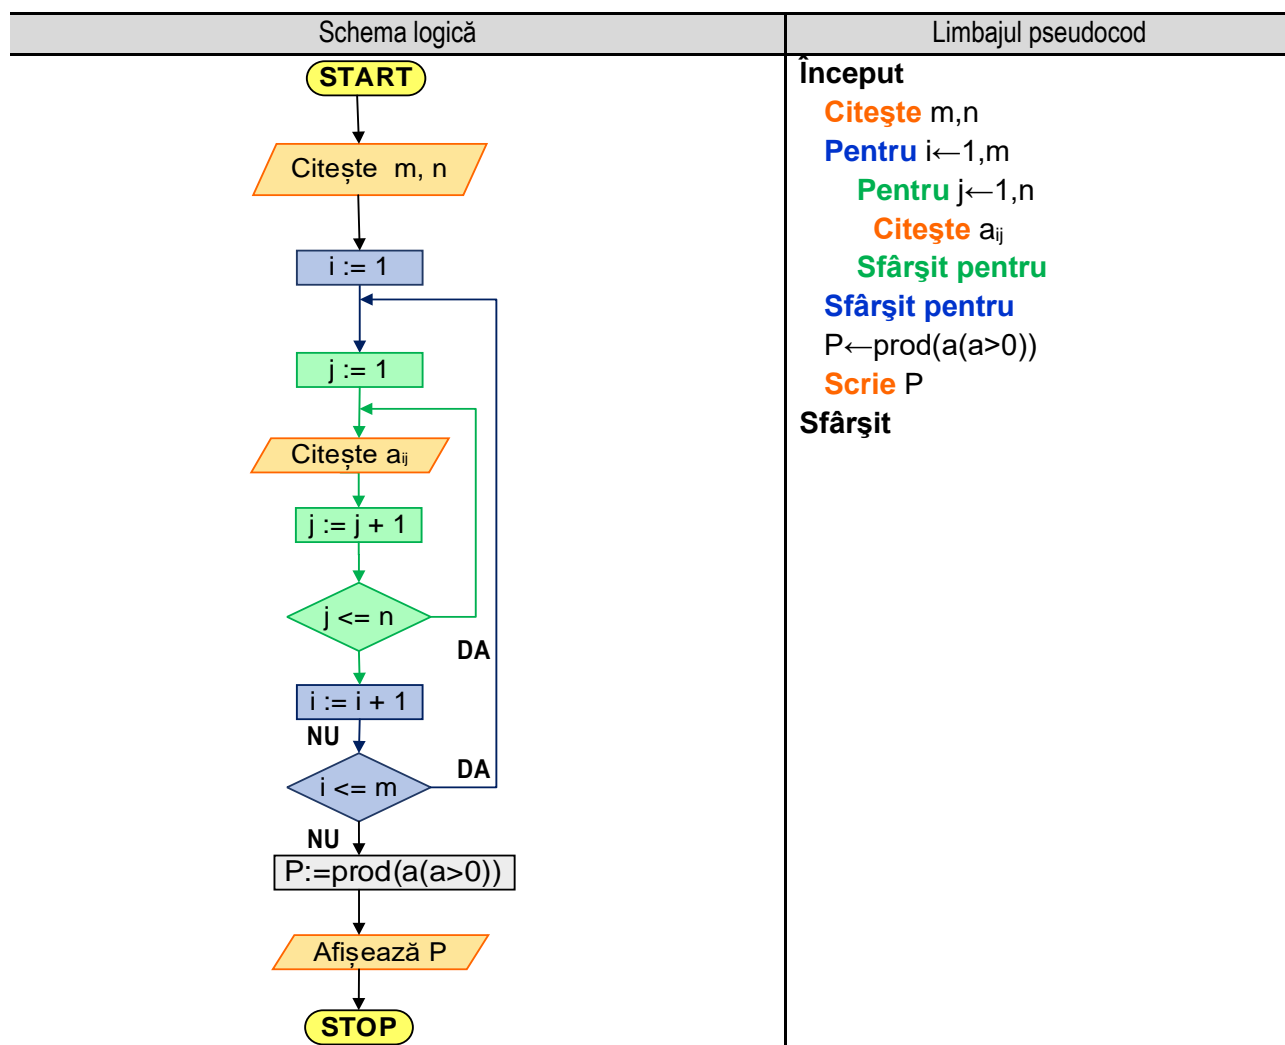 Schema logică
Limbajul pseudocod
START
Citește m, n
i := 1
j := 1
Citește aij
j := j + 1
j <= n
DA
i := i + 1
NU
i <= m
DA
NU
P:=prod(a(a>0))
Afișează P
STOP
Început
Citeşte m,n
Pentru i←1,m
Pentru j←1,n
Citeşte aij
Sfârşit pentru
Sfârşit pentru
P←prod(a(a>0))
Scrie P
Sfârşit